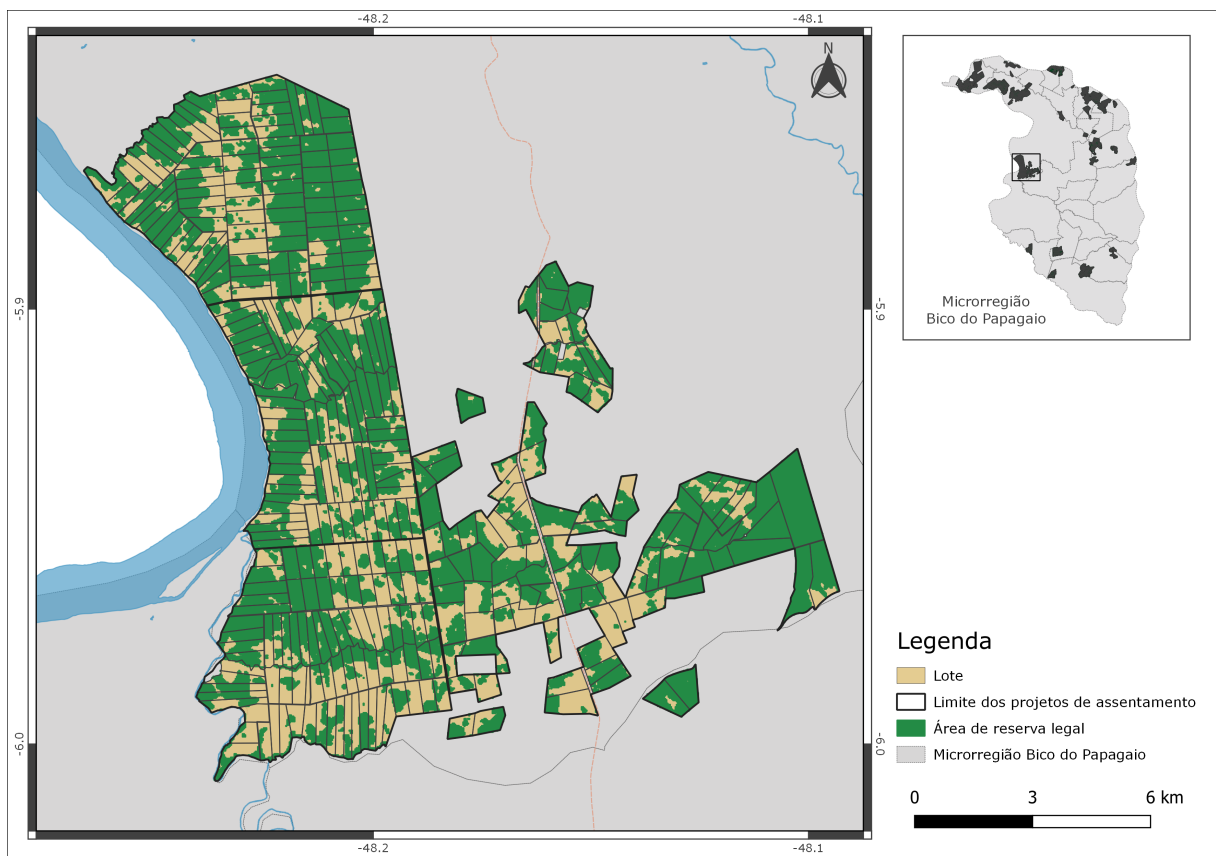 -48.2
-48.1
N
-5.9
-5.9
-6.0
-6.0
-48.2
-48.1
Microrregião
Bico do Papagaio
Legenda
Lote
Limite dos projetos de assentamento
Área de reserva legal
Microrregião Bico do Papagaio
0 3 6 km